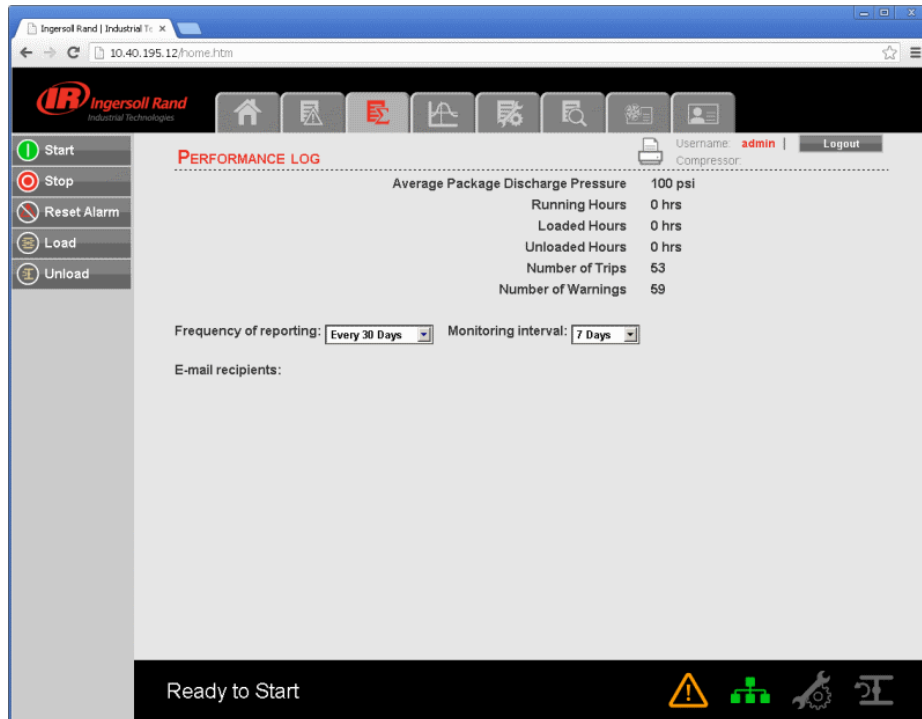 Ingersoll Rand | Industrial Te
10.40.195.12/home.htm
IR Ingersoll Rand
Industrial Technologies
Start
Stop
Reset Alarm
Load
Unload
PERFORMANCE LOG
Username: admin |
Logout
Compressor:
Average Package Discharge Pressure 100 psi
Running Hours 0 hrs
Loaded Hours 0 hrs
Unloaded Hours 0 hrs
Number of Trips 53
Number of Warnings 59
Frequency of reporting: Every 30 Days Monitoring interval: 7 Days
E-mail recipients:
Ready to Start